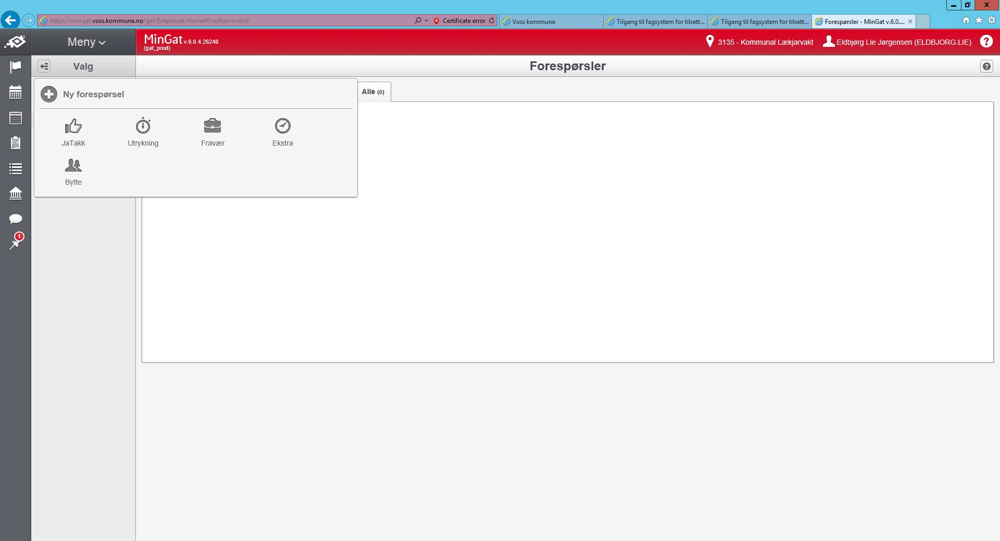 https://mingat.voss.kommune.no/gat/Employee/Home#!/selfservicelist/
Certificate error
Voss kommune
Tilgang til fagsystem for tilsett...
Tilgang til fagsystem for tilsett...
Forespørsler - MinGat v.6.0....
Meny
MinGat v.6.0.4.26240
(gat_prod)
3135 - Kommunal Lækjarvakt
Eldbjørg Lie Jørgensen (ELDBJORG.LIE)
Valg
Forespørsler
Ny forespørsel
Alle (0)
JaTakk
Utrykning
Fravær
Ekstra
Bytte
1